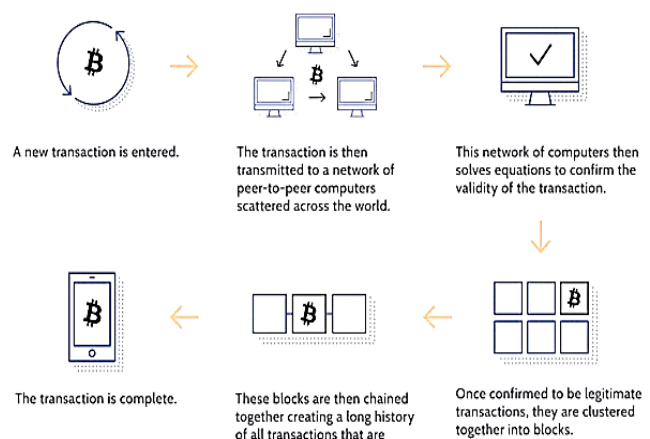 A new transaction is entered.
The transaction is then
transmitted to a network of
peer-to-peer computers
scattered across the world.
This network of computers then
solves equations to confirm the
validity of the transaction.
The transaction is complete.
These blocks are then chained
together creating a long history
of all transactions that are
Once confirmed to be legitimate
transactions, they are clustered
together into blocks.